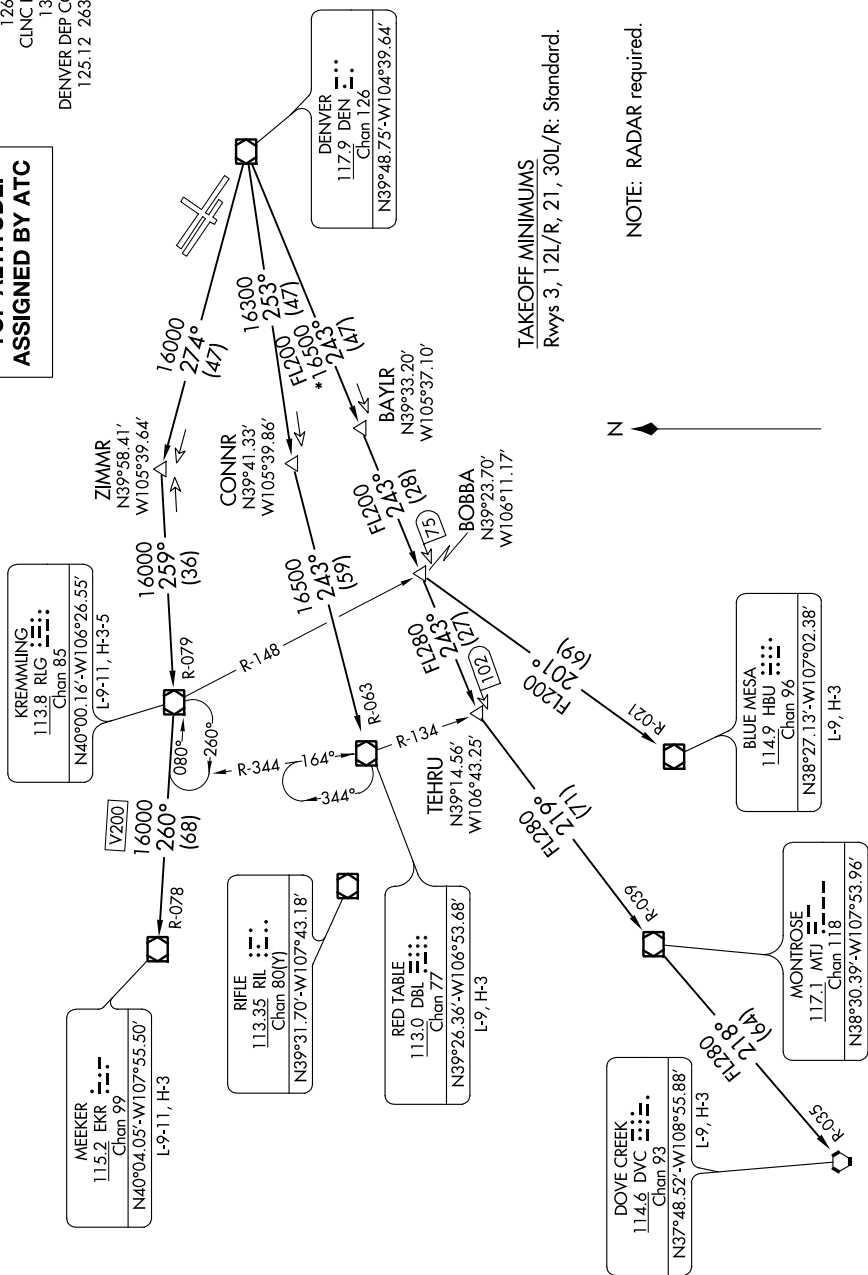 TOP ALTITUDE:
ASSIGNED BY ATC
126
CLNC
13
DENVER DEP CO
125.12 263
DENVER
117.9 DEN
Chan 126
N39°48.75'-W104°39.64'
16000
274°
(47)
16300
253°
(47)
FL200
*16500
243°
(47)
ZIMMR
N39°58.41'
W105°39.64'
CONNR
N39°41.33'
W105°39.86'
BAYLR
N39°33.20'
W105°37.10'
16000
259°
(36)
16500
243°
(59)
FL200
243°
(28)
75
BOBBA
N39°23.70'
W106°11.17'
KREMMLING
113.8 RLG
Chan 85
N40°00.16'-W106°26.55'
L-9-11, H-3-5
R-079
R-148
080°
260°
R-344
164°
344°
R-063
R-134
FL280
243°
(27)
102
TEHRU
N39°14.56'
W106°43.25'
FL200
201°
(69)
R-021
BLUE MESA
114.9 HBU
Chan 96
N38°27.13'-W107°02.38'
L-9, H-3
V200
16000
260°
(68)
R-078
MEEKER
115.2 EKR
Chan 99
N40°04.05'-W107°55.50'
L-9-11, H-3
RIFLE
113.35 RIL
Chan 80(Y)
N39°31.70'-W107°43.18'
RED TABLE
113.0 DBL
Chan 77
N39°26.36'-W106°53.68'
L-9, H-3
FL280
219°
(71)
R-039
MONTROSE
117.1 MTJ
Chan 118
N38°30.39'-W107°53.96'
FL280
218°
(64)
R-035
DOVE CREEK
114.6 DVC
Chan 93
N37°48.52'-W108°55.88'
L-9, H-3
N
TAKEOFF MINIMUMS
Rwys 3, 12L/R, 21, 30L/R: Standard.
NOTE: RADAR required.